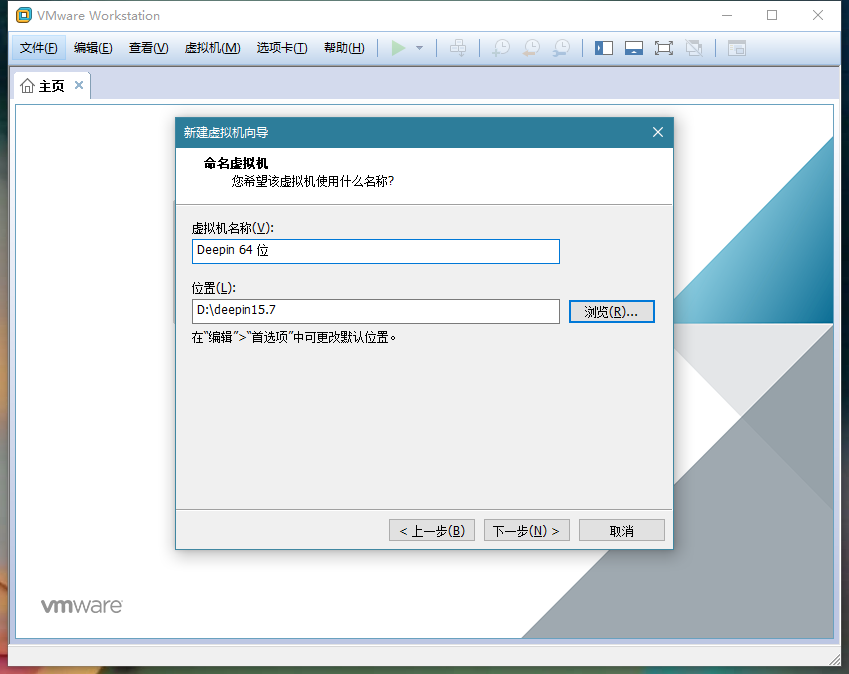 VMware Workstation
文件(F) 编辑(E) 查看(V) 虚拟机(M) 选项卡(T) 帮助(H)
主页
新建虚拟机向导
命名虚拟机
您希望该虚拟机使用什么名称?
虚拟机名称(V):
Deepin 64 位
位置(L):
D:\deepin15.7
浏览(R)...
在"编辑">"首选项"中可更改默认位置。
< 上一步(B) 下一步(N) > 取消
vmware